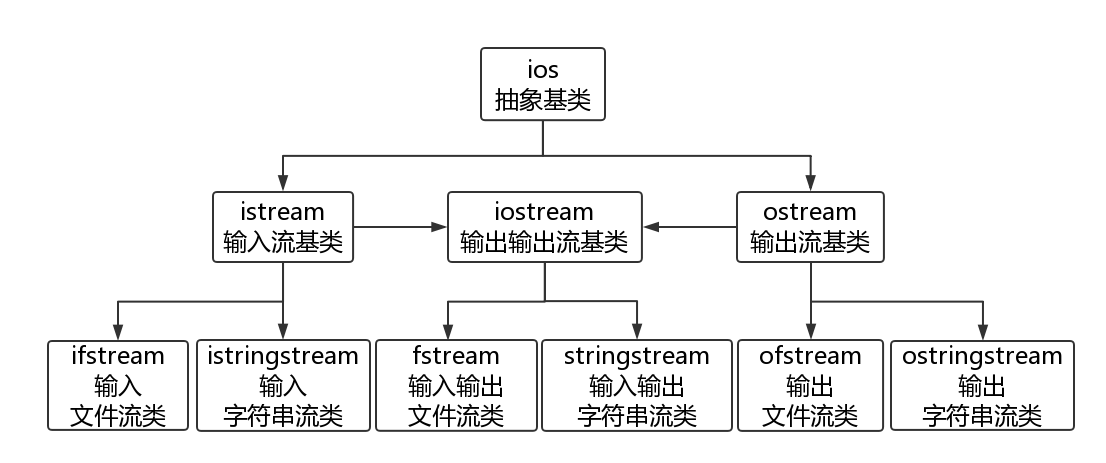 ios
抽象基类
istream
输入流基类
iostream
输出输出流基类
ostream
输出流基类
ifstream
输入
文件流类
istringstream
输入
字符串流类
fstream
输入输出
文件流类
stringstream
输入输出
字符串流类
ofstream
输出
文件流类
ostringstream
输出
字符串流类